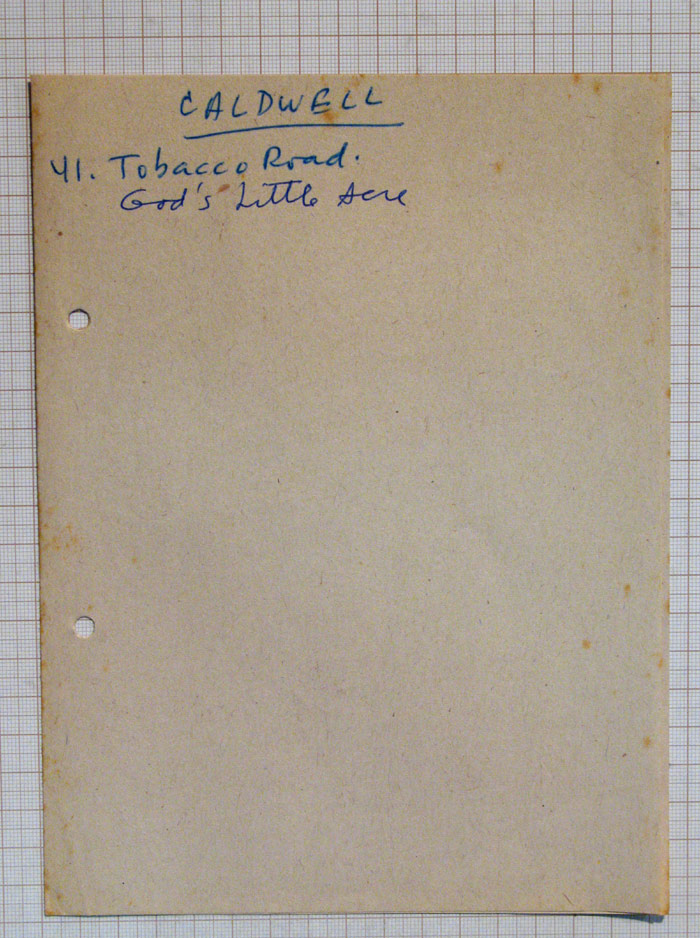 CALDWELL
41. Tobacco Road.
God's Little Acre